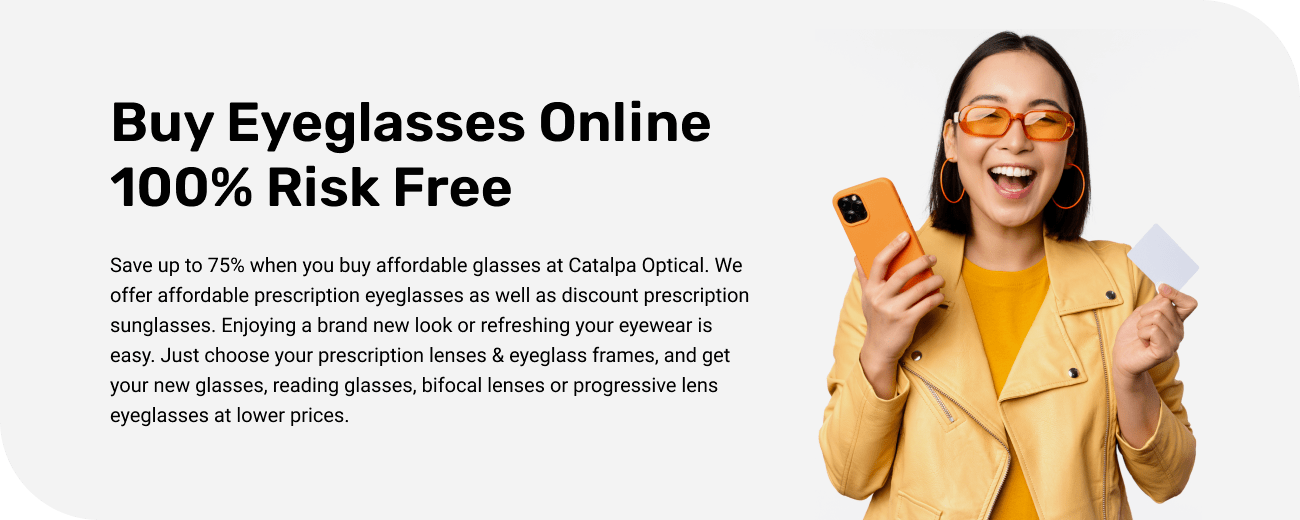 Buy Eyeglasses Online
100% Risk Free
Save up to 75% when you buy affordable glasses at Catalpa Optical. We
offer affordable prescription eyeglasses as well as discount prescription
sunglasses. Enjoying a brand new look or refreshing your eyewear is
easy. Just choose your prescription lenses & eyeglass frames, and get
your new glasses, reading glasses, bifocal lenses or progressive lens
eyeglasses at lower prices.